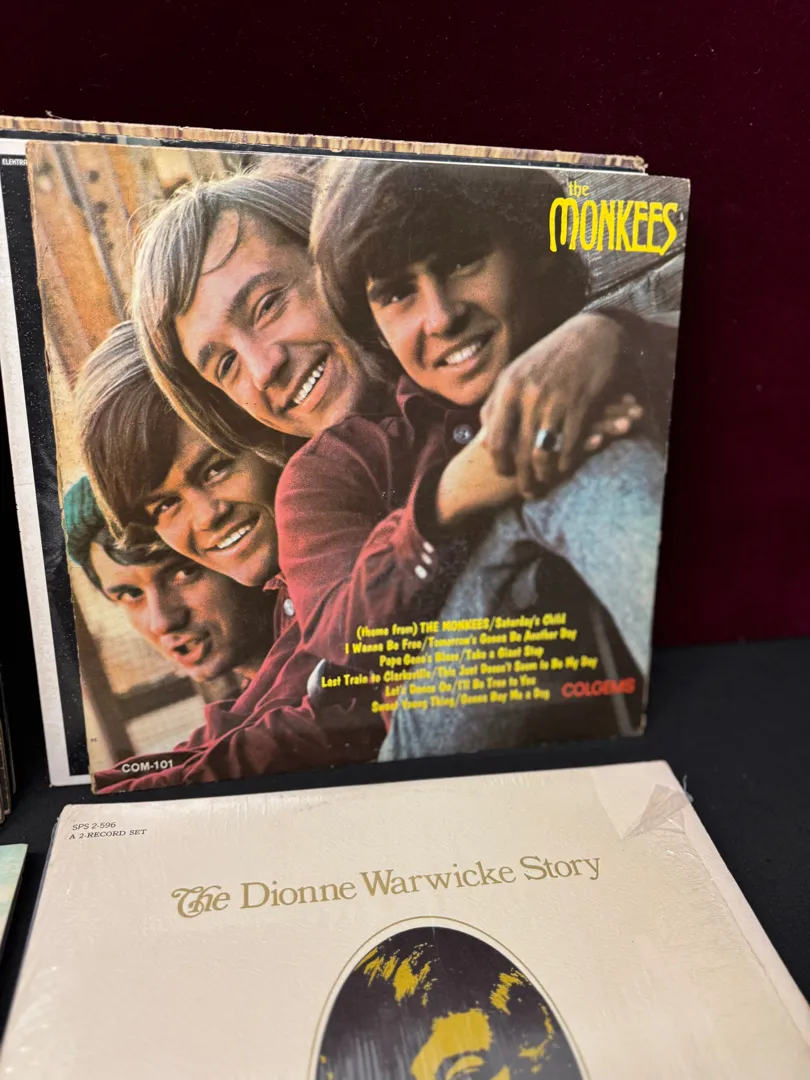 ELEKTRA
the
MONKEES
(theme from) THE MONKEES/Saturday's Child
I Wanna Be Free/Tomorrow's Gonna Be Another Day
Papa Gene's Blues/Take a Giant Step
Last Train to Clarksville/This Just Doesn't Seem to Be My Day
Let's Dance On/I'll Be True to You
Sweet Young Thing/Gonna Buy Me a Dog
COLGEMS
COM-101
SPS 2-596
A 2-RECORD SET
The Dionne Warwicke Story